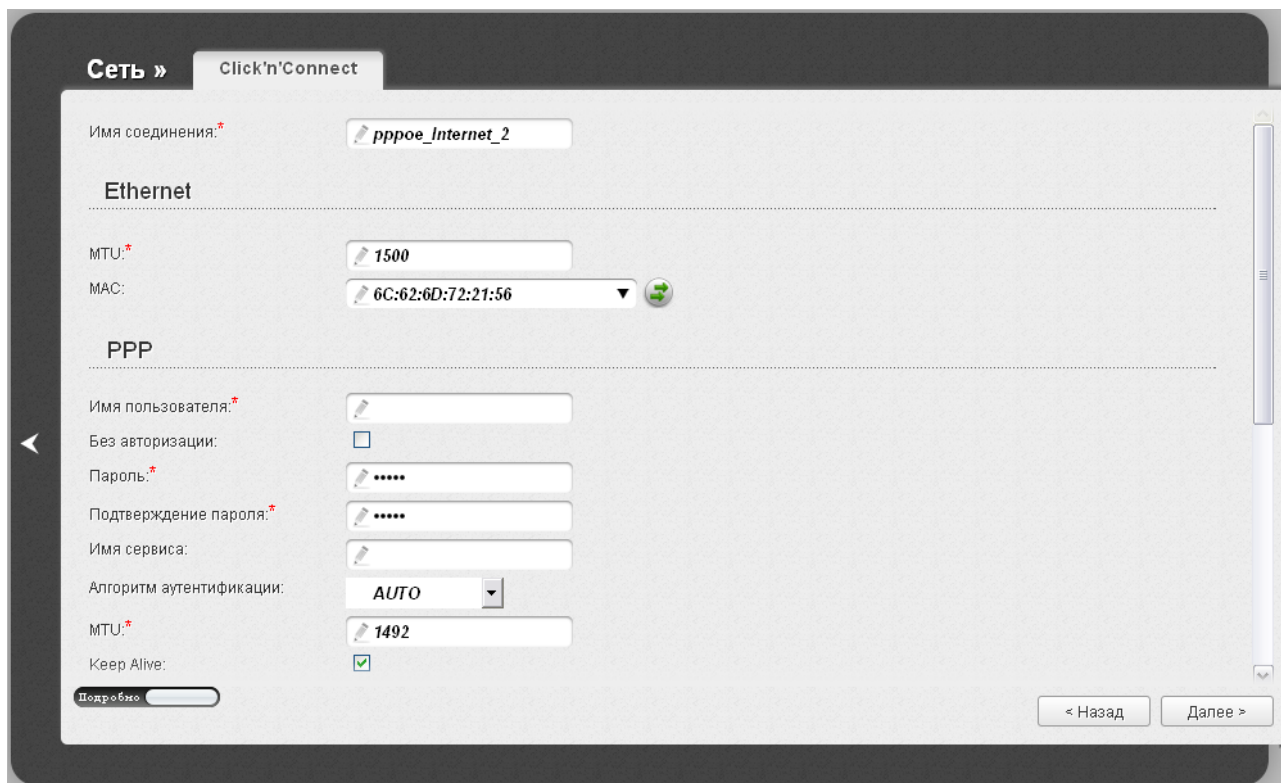 Сеть » Click'n'Connect
Имя соединения:* pppoe_Internet_2
Ethernet
MTU:* 1500
MAC: 6C:62:6D:72:21:56
PPP
Имя пользователя:*
Без авторизации:
Пароль:* •••••
Подтверждение пароля:* •••••
Имя сервиса:
Алгоритм аутентификации: AUTO
MTU:* 1492
Keep Alive:
Подробно
< Назад Далее >